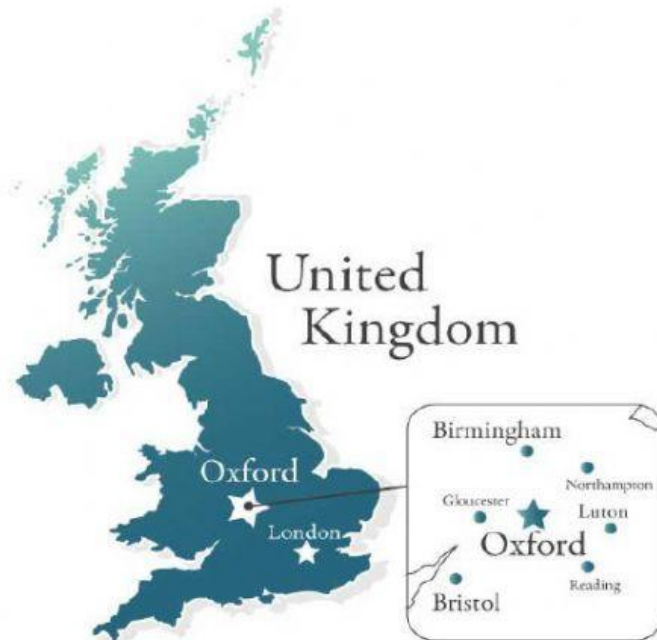 United
Kingdom
Oxford
London
Birmingham
Northampton
Gloucester
Luton
Oxford
Reading
Bristol